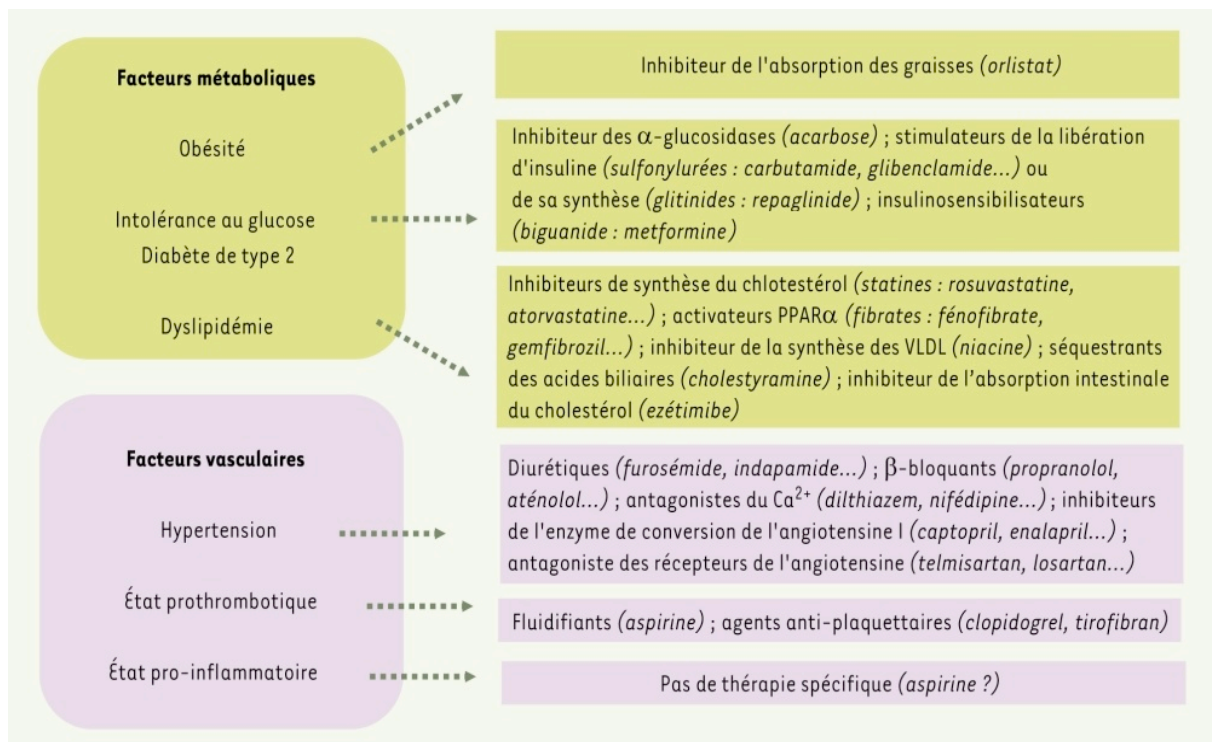 Facteurs métaboliques
Obésité
Intolérance au glucose
Diabète de type 2
Dyslipidémie
Inhibiteur de l'absorption des graisses (orlistat)
Inhibiteur des α-glucosidases (acarbose) ; stimulateurs de la libération
d'insuline (sulfonylurées : carbutamide, glibenclamide...) ou
de sa synthèse (glitinides : repaglinide) ; insulinosensibilisateurs
(biguanide : metformine)
Inhibiteurs de synthèse du chlotestérol (statines : rosuvastatine,
atorvastatine...) ; activateurs PPARα (fibrates : fénofibrate,
gemfibrozil...) ; inhibiteur de la synthèse des VLDL (niacine) ; séquestrants
des acides biliaires (cholestyramine) ; inhibiteur de l’absorption intestinale
du cholestérol (ezétimibe)
Facteurs vasculaires
Hypertension
État prothrombotique
État pro-inflammatoire
Diurétiques (furosémide, indapamide...) ; β-bloquants (propranolol,
aténolol...) ; antagonistes du Ca²⁺ (dilthiazem, nifédipine...) ; inhibiteurs
de l'enzyme de conversion de l'angiotensine I (captopril, enalapril...) ;
antagoniste des récepteurs de l'angiotensine (telmisartan, losartan...)
Fluidifiants (aspirine) ; agents anti-plaquettaires (clopidogrel, tirofiban)
Pas de thérapie spécifique (aspirine ?)